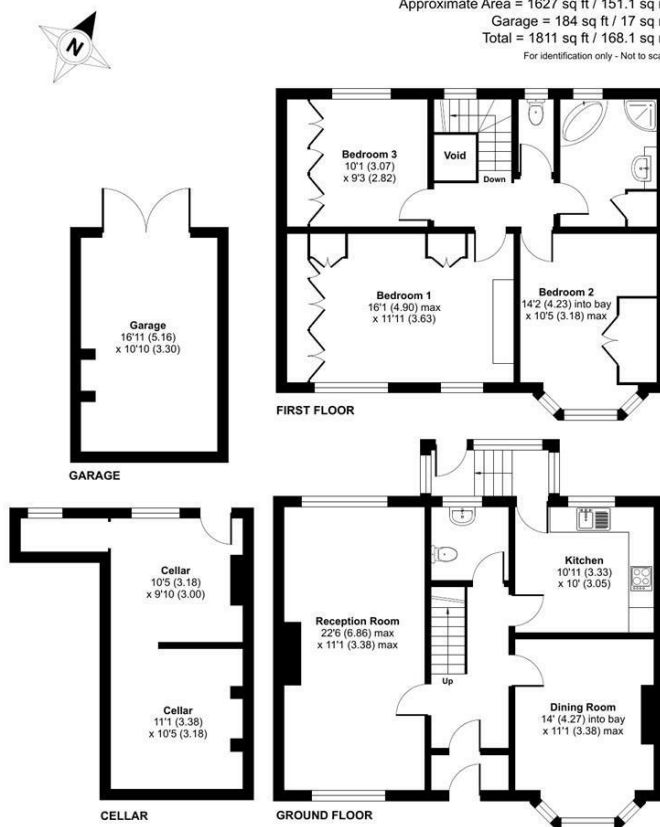 Approximate Area = 1627 sq ft / 151.1 sq
Garage = 184 sq ft / 17 sq
Total = 1811 sq ft / 168.1 sq
For identification only - Not to
N
Bedroom 3
10'1 (3.07)
x 9'3 (2.82)
Void
Down
Bedroom 1
16'1 (4.90) max
x 11'11 (3.63)
Bedroom 2
14'2 (4.23) into bay
x 10'5 (3.18) max
FIRST FLOOR
Garage
16'11 (5.16)
x 10'10 (3.30)
GARAGE
Cellar
10'5 (3.18)
x 9'10 (3.00)
Cellar
11'1 (3.38)
x 10'5 (3.18)
CELLAR
Reception Room
22'6 (6.86) max
x 11'1 (3.38) max
Up
Kitchen
10'11 (3.33)
x 10' (3.05)
Dining Room
14' (4.27) into bay
x 11'1 (3.38) max
GROUND FLOOR